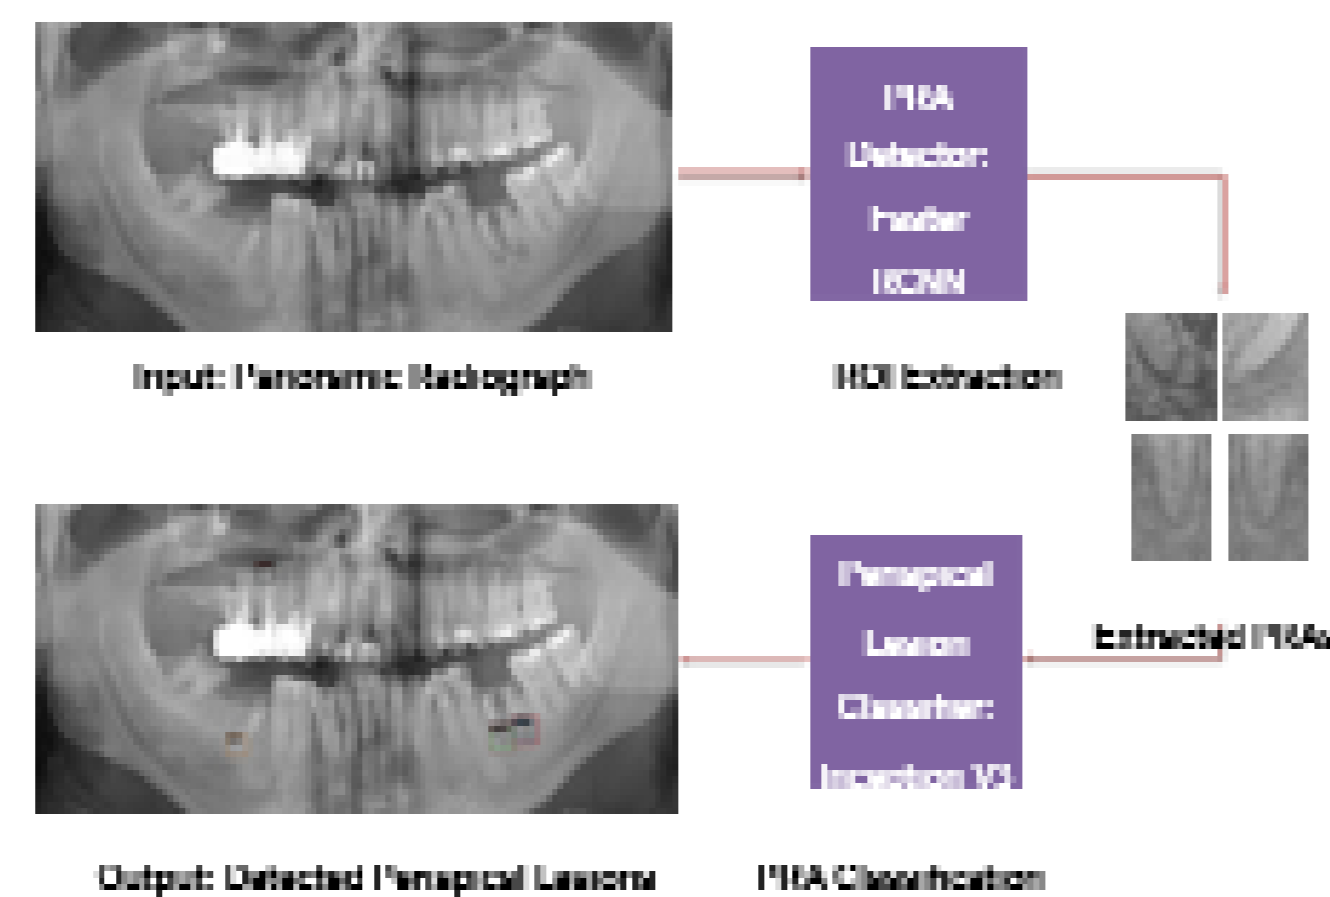 PRA
Detector:
Faster
RCNN
Input: Panoramic Radiograph
ROI Extraction
Periapical
Lesion
Classifier:
Inception V3
Extracted PRAs
Output: Detected Periapical Lesions
PRA Classification